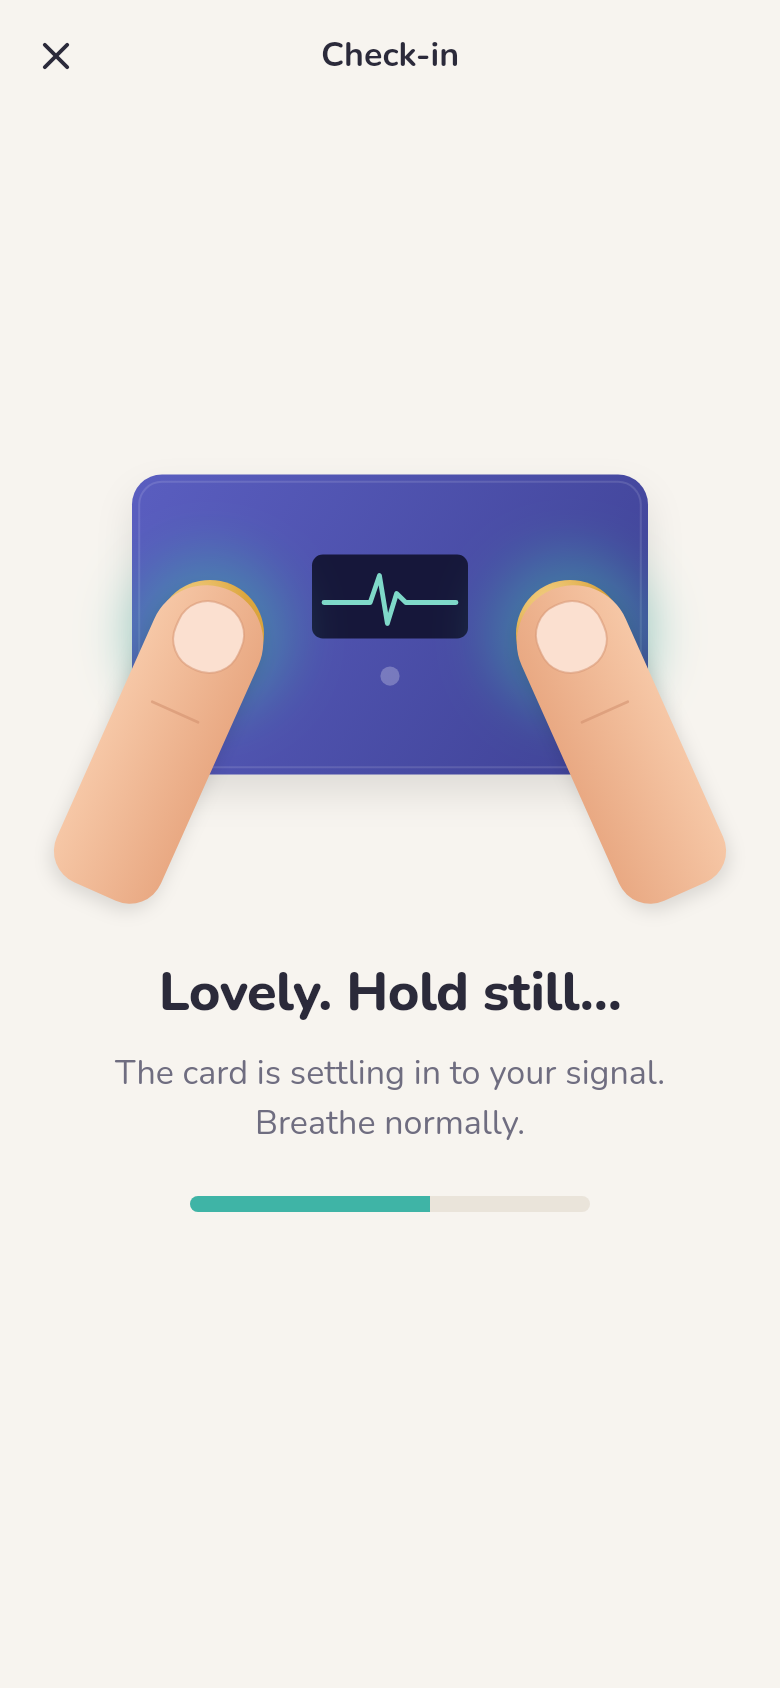 Check-in
Lovely. Hold still...
The card is settling in to your signal.
Breathe normally.